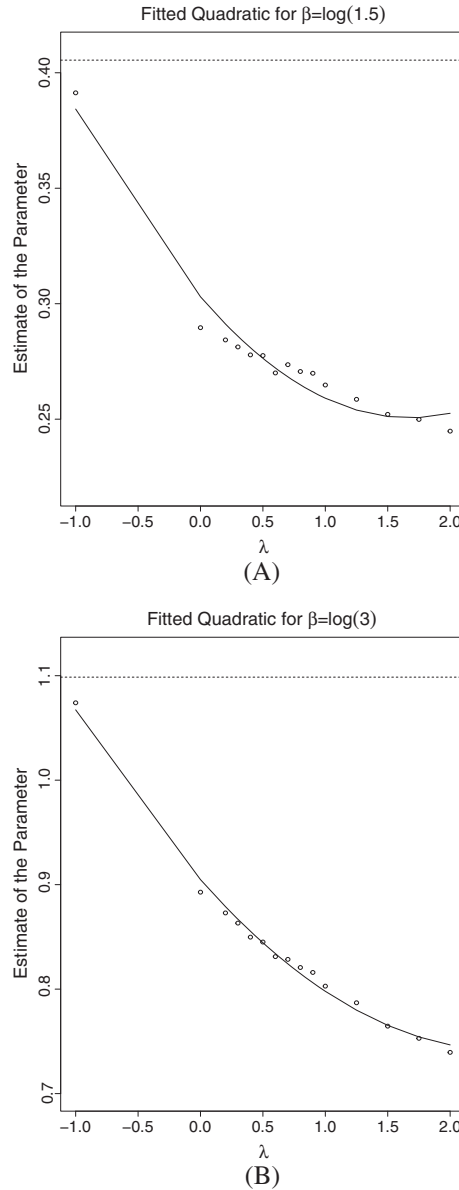 Fitted Quadratic for β=log(1.5)
Estimate of the Parameter
0.40
0.35
0.30
0.25
−1.0 −0.5 0.0 0.5 1.0 1.5 2.0
λ
(A)
Fitted Quadratic for β=log(3)
Estimate of the Parameter
1.1
1.0
0.9
0.8
0.7
−1.0 −0.5 0.0 0.5 1.0 1.5 2.0
λ
(B)